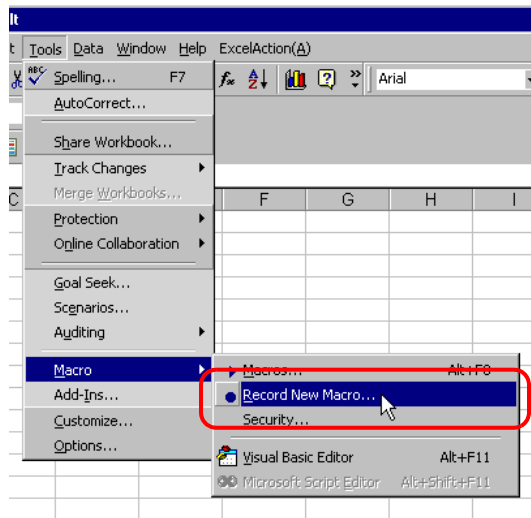 lt
t Tools Data Window Help ExcelAction(A)
ABC Spelling... F7 fx A Z ? » Arial
AutoCorrect...
Share Workbook...
Track Changes
Merge Workbooks...
C F G H I
Protection
Online Collaboration
Goal Seek...
Scenarios...
Auditing
Macro Macros... Alt+F8
Add-Ins... Record New Macro...
Customize... Security...
Options... Visual Basic Editor Alt+F11
Microsoft Script Editor Alt+Shift+F11